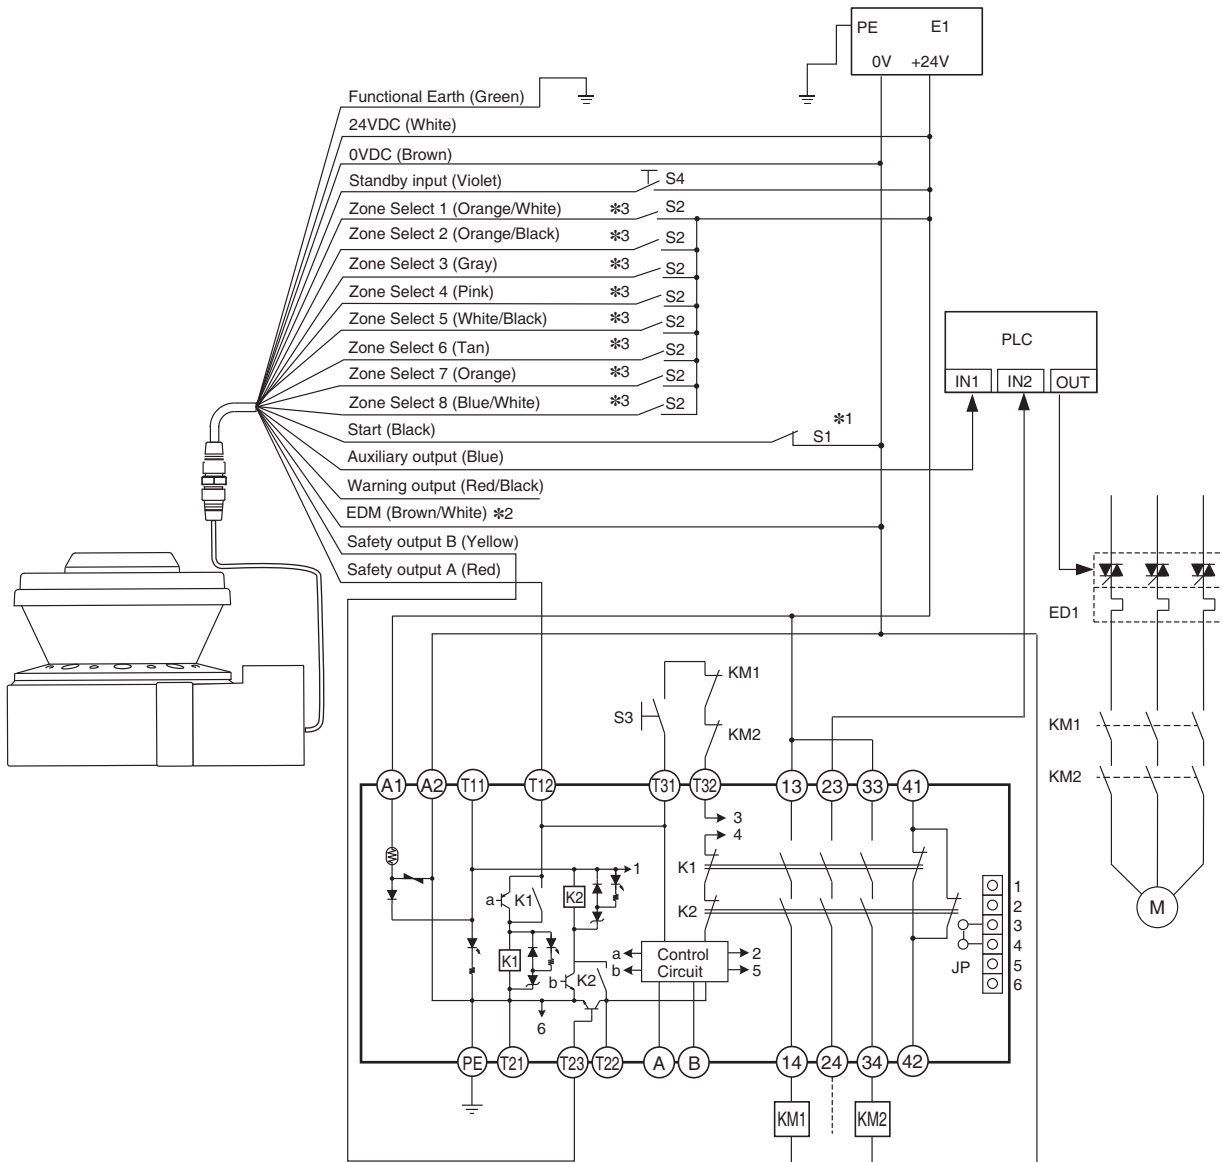 PE E1
0V +24V
Functional Earth (Green)
24VDC (White)
0VDC (Brown)
Standby input (Violet) S4
Zone Select 1 (Orange/White) ✻3 S2
Zone Select 2 (Orange/Black) ✻3 S2
Zone Select 3 (Gray) ✻3 S2
Zone Select 4 (Pink) ✻3 S2
Zone Select 5 (White/Black) ✻3 S2
Zone Select 6 (Tan) ✻3 S2
Zone Select 7 (Orange) ✻3 S2
Zone Select 8 (Blue/White) ✻3 S2
Start (Black) ✻1 S1
Auxiliary output (Blue)
Warning output (Red/Black)
EDM (Brown/White) ✻2
Safety output B (Yellow)
Safety output A (Red)
PLC
IN1 IN2 OUT
ED1
KM1
KM2
M
S3 KM1
KM2
A1 A2 T11 T12 T31 T32 13 23 33 41
3
4
1
K1
K2
a K1 K2
K1
b K2
6
a Control 2
b Circuit 5
JP
1
2
3
4
5
6
PE T21 T23 T22 A B 14 24 34 42
KM1 KM2